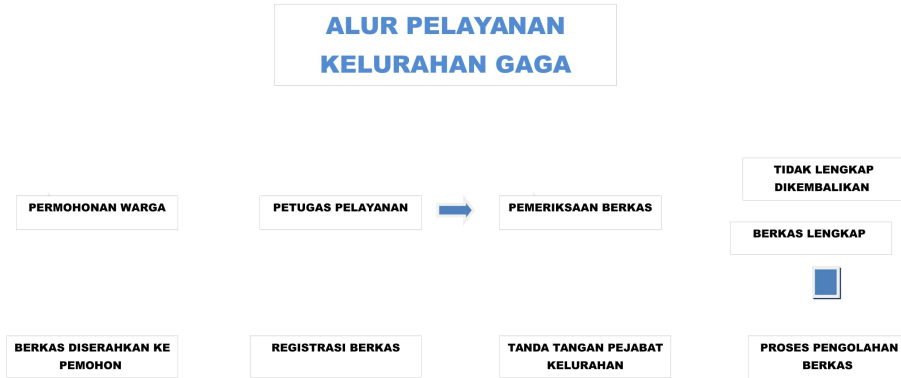 ALUR PELAYANAN
KELURAHAN GAGA
TIDAK LENGKAP
DIKEMBALIKAN
PERMOHONAN WARGA
PETUGAS PELAYANAN
PEMERIKSAAN BERKAS
BERKAS LENGKAP
BERKAS DISERAHKAN KE
PEMOHON
REGISTRASI BERKAS
TANDA TANGAN PEJABAT
KELURAHAN
PROSES PENGOLAHAN
BERKAS